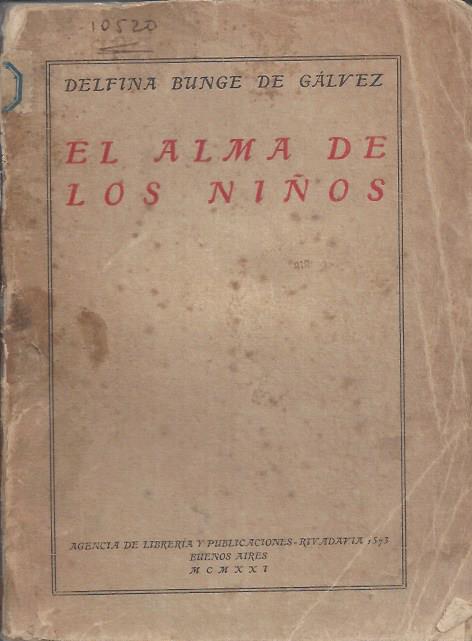 10520
DELFINA BUNGE DE GÁLVEZ
EL ALMA DE
LOS NIÑOS
AGENCIA DE LIBRERÍA Y PUBLICACIONES-RIVADAVIA 1573
BUENOS AIRES
MCMXXI